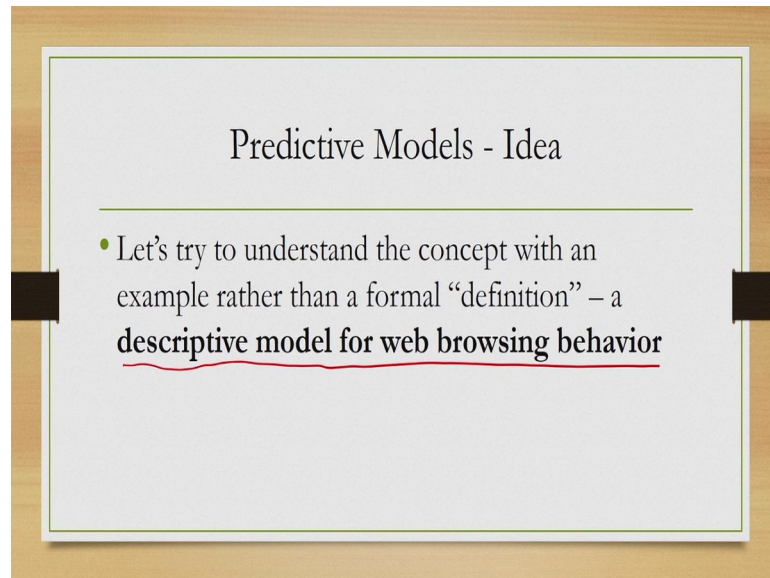 Predictive Models - Idea
• Let’s try to understand the concept with an
example rather than a formal “definition” – a
descriptive model for web browsing behavior